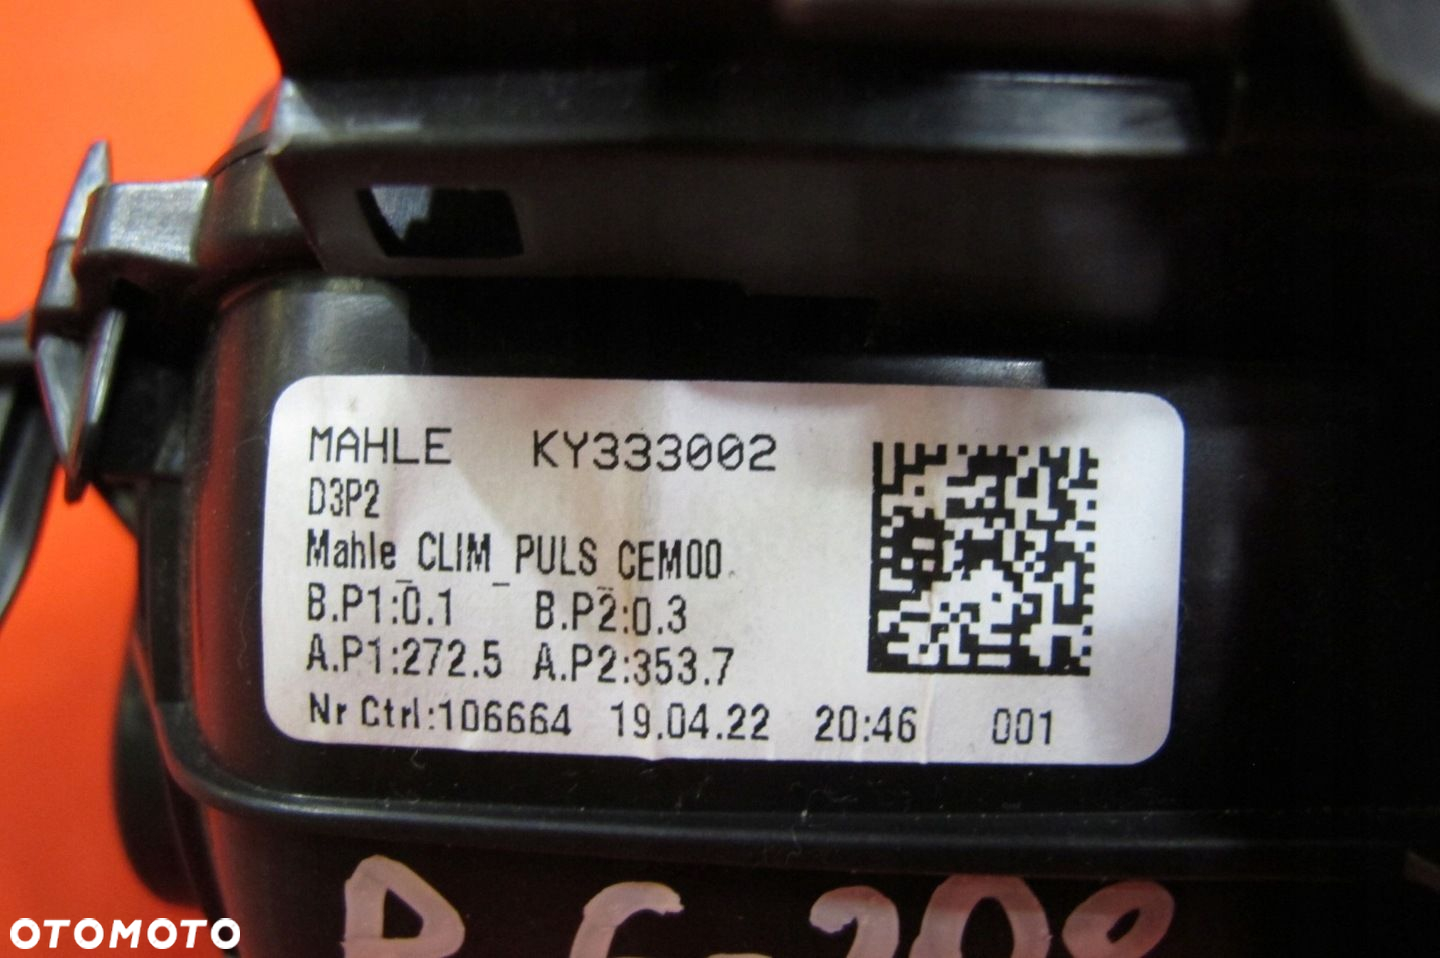 MAHLE KY333002
D3P2
Mahle_CLIM_PULS_CEM00
B.P1:0.1 B.P2:0.3
A.P1:272.5 A.P2:353.7
Nr Ctrl:106664 19.04.22 20:46 001
OTOMOTO